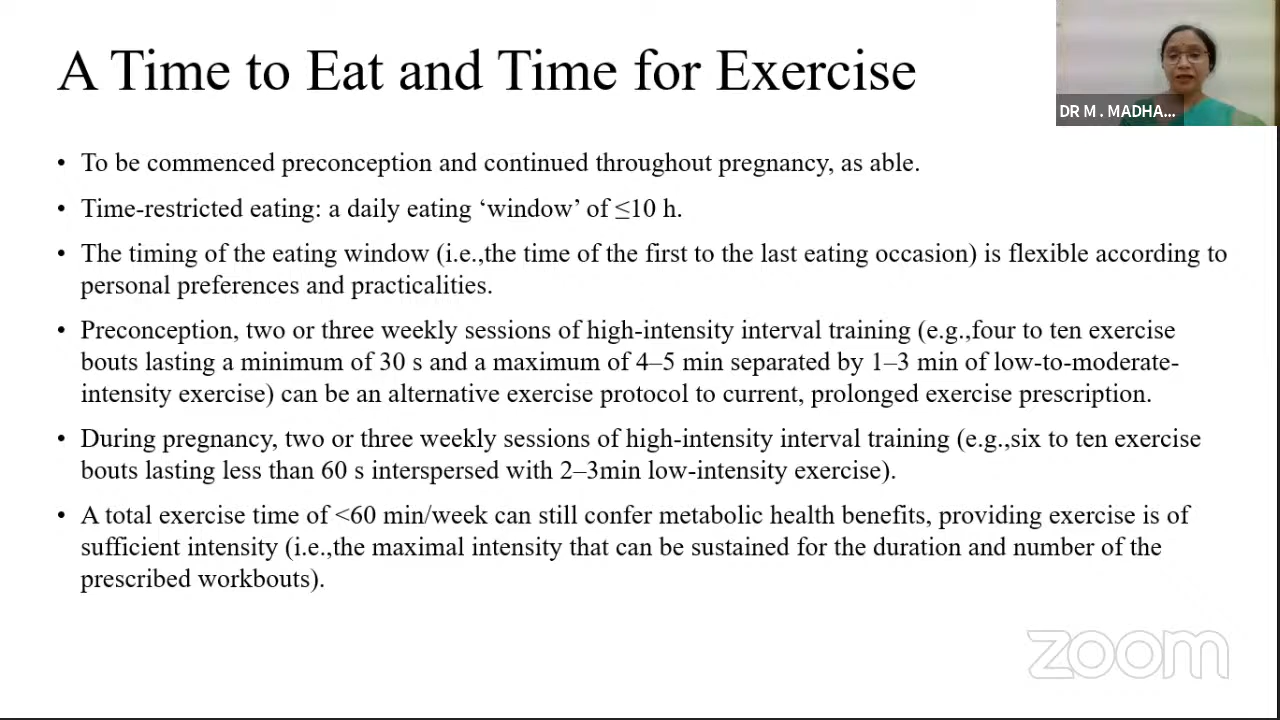 A Time to Eat and Time for Exercise
DR M . MADHA...
• To be commenced preconception and continued throughout pregnancy, as able.
• Time-restricted eating: a daily eating ‘window’ of ≤10 h.
• The timing of the eating window (i.e.,the time of the first to the last eating occasion) is flexible according to
personal preferences and practicalities.
• Preconception, two or three weekly sessions of high-intensity interval training (e.g.,four to ten exercise
bouts lasting a minimum of 30 s and a maximum of 4–5 min separated by 1–3 min of low-to-moderate-
intensity exercise) can be an alternative exercise protocol to current, prolonged exercise prescription.
• During pregnancy, two or three weekly sessions of high-intensity interval training (e.g.,six to ten exercise
bouts lasting less than 60 s interspersed with 2–3min low-intensity exercise).
• A total exercise time of <60 min/week can still confer metabolic health benefits, providing exercise is of
sufficient intensity (i.e.,the maximal intensity that can be sustained for the duration and number of the
prescribed workbouts).
zoom